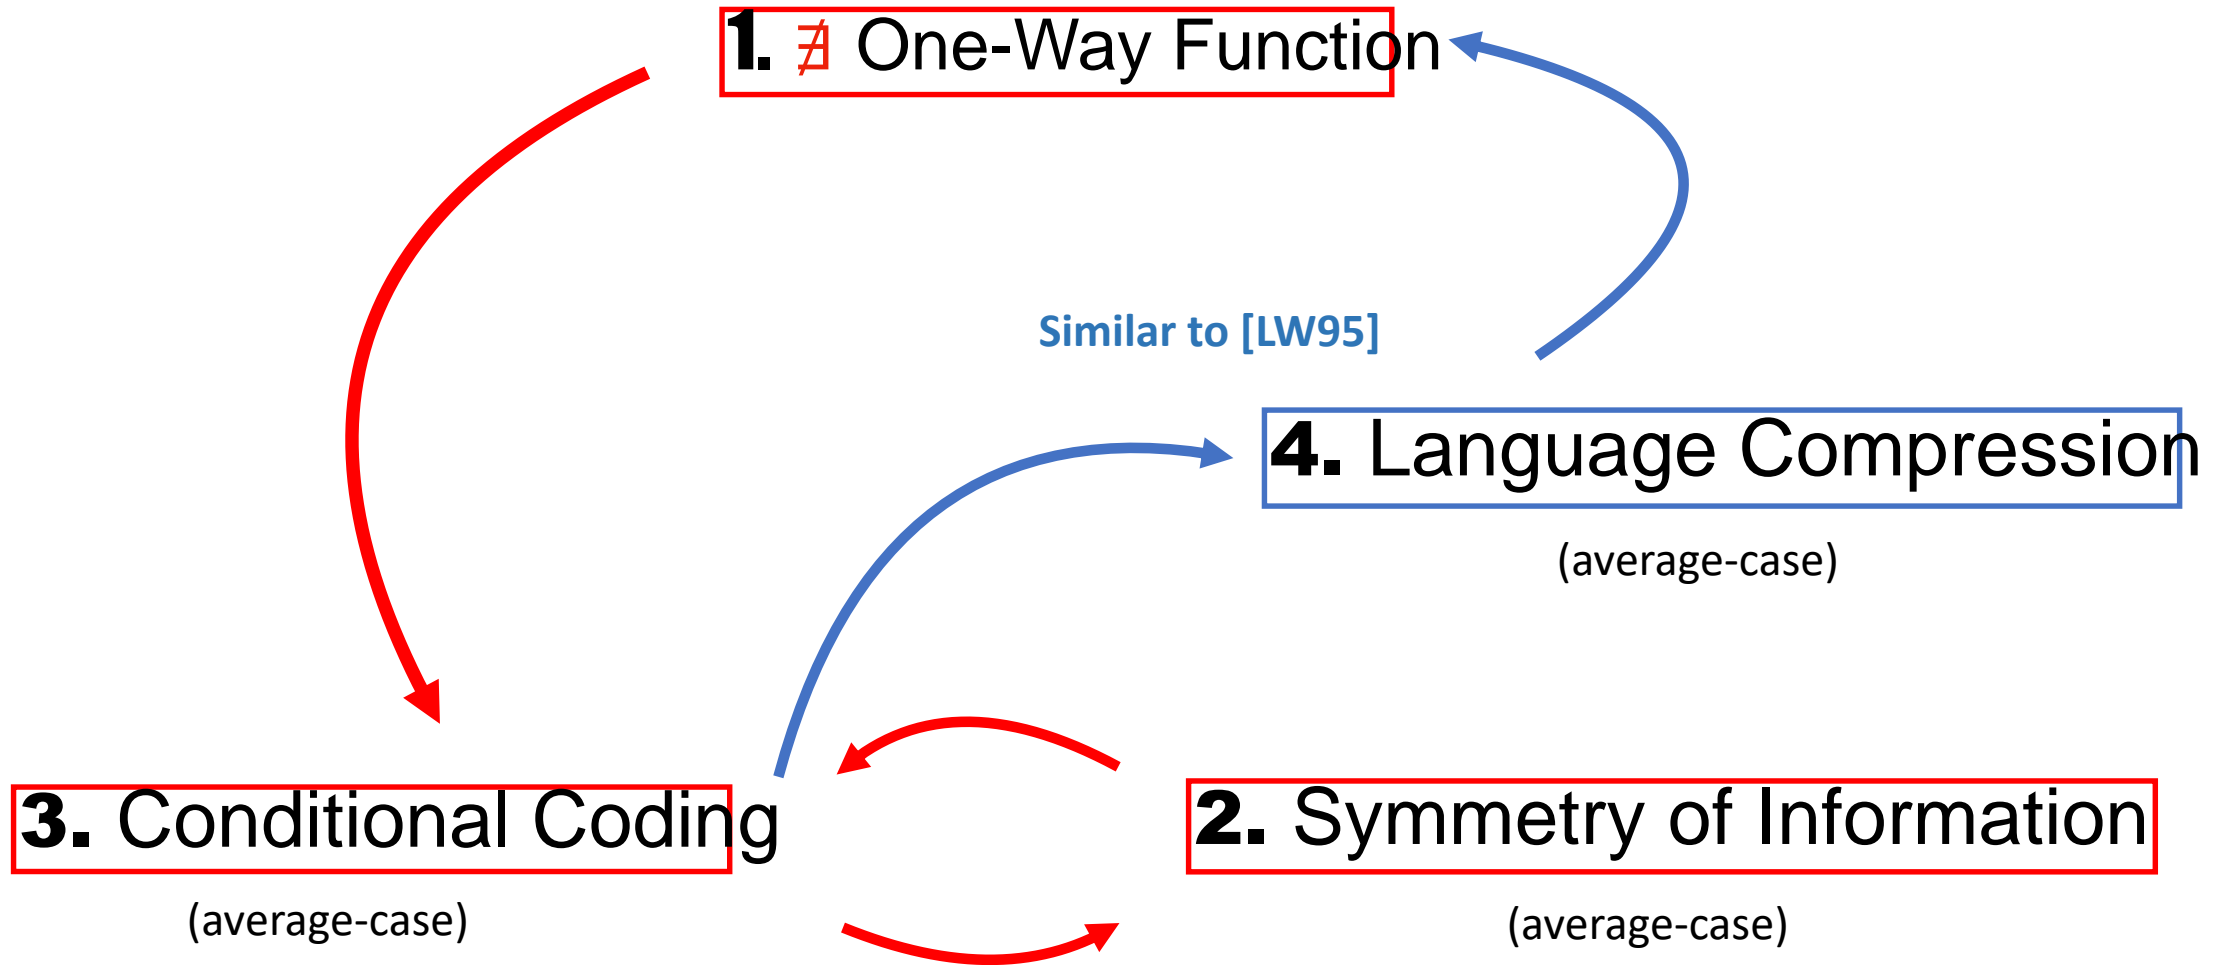 1. ∄ One-Way Function
Similar to [LW95]
4. Language Compression
(average-case)
3. Conditional Coding
(average-case)
2. Symmetry of Information
(average-case)